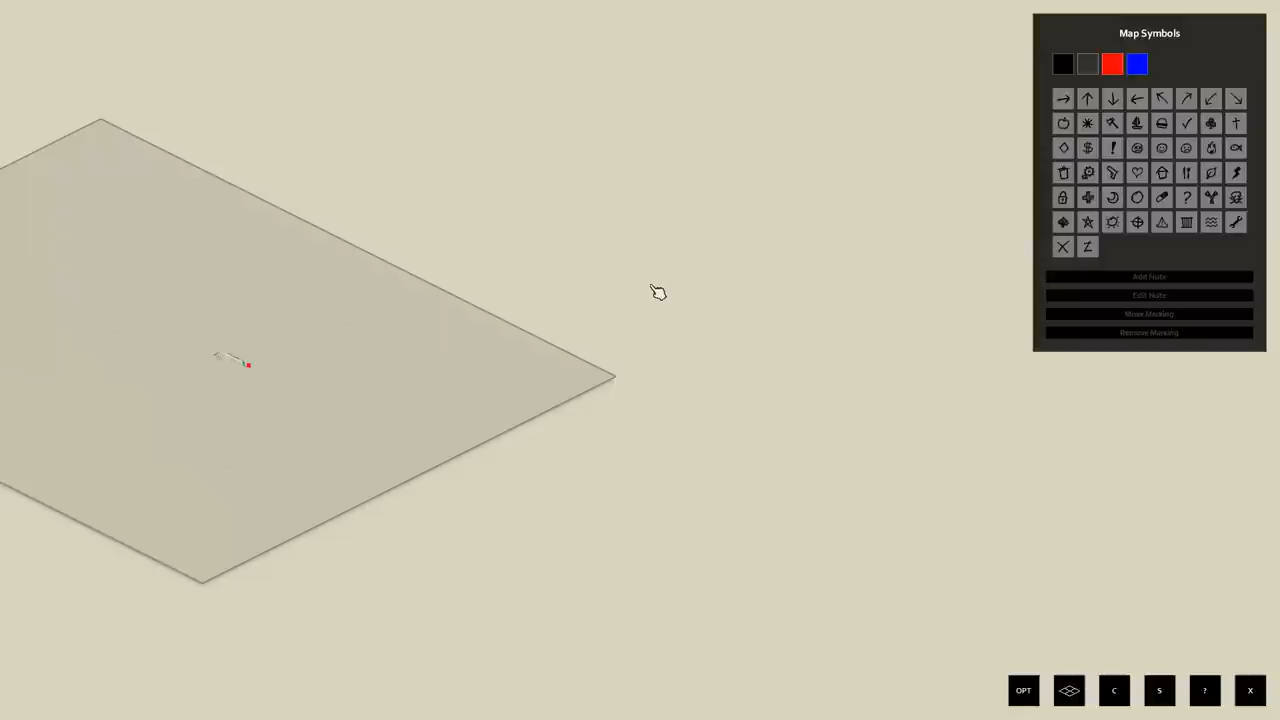 Map Symbols
Add Note
Edit Note
Move Marking
Remove Marking
OPT
C
S
?
X